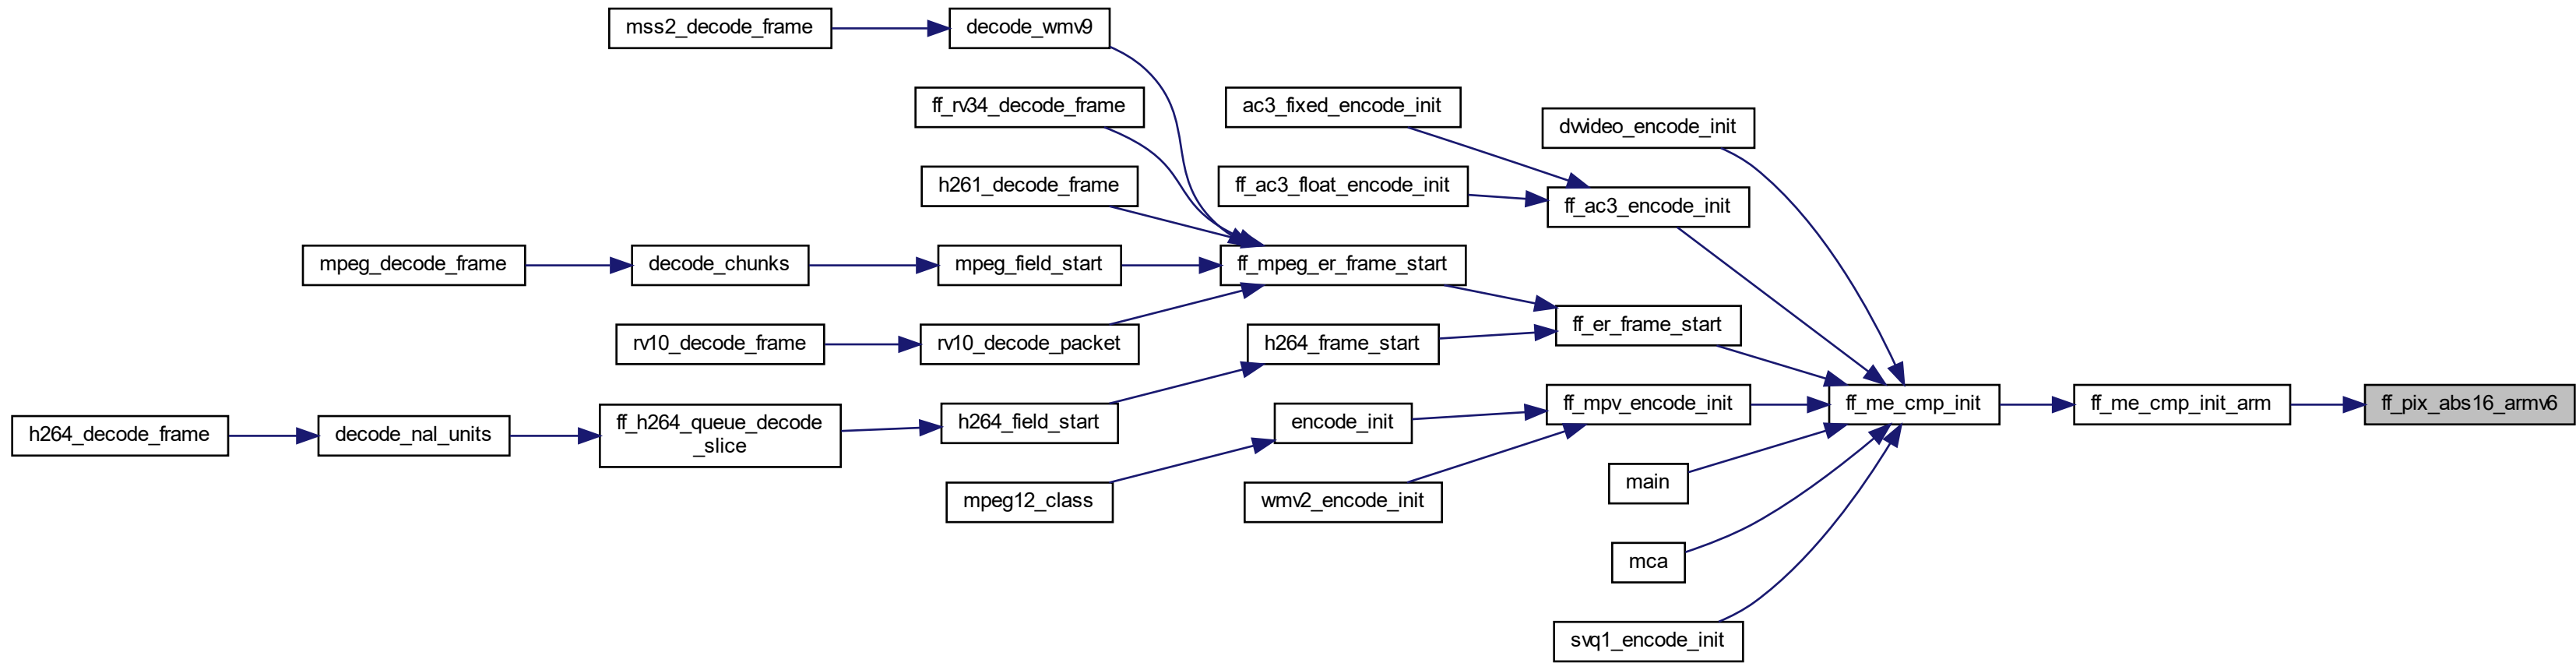 mss2_decode_frame
decode_wmv9
ff_rv34_decode_frame
ac3_fixed_encode_init
dvvideo_encode_init
h261_decode_frame
ff_ac3_float_encode_init
ff_ac3_encode_init
mpeg_decode_frame
decode_chunks
mpeg_field_start
ff_mpeg_er_frame_start
rv10_decode_frame
rv10_decode_packet
h264_frame_start
ff_er_frame_start
h264_decode_frame
decode_nal_units
ff_h264_queue_decode
_slice
h264_field_start
encode_init
ff_mpv_encode_init
ff_me_cmp_init
ff_me_cmp_init_arm
ff_pix_abs16_armv6
mpeg12_class
wmv2_encode_init
main
mca
svq1_encode_init